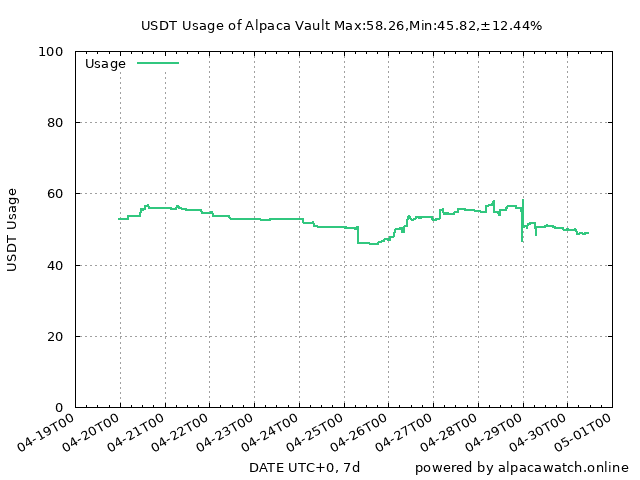 USDT Usage of Alpaca Vault Max:58.26,Min:45.82,±12.44%
Usage
USDT Usage
100
80
60
40
20
0
04-19T00
04-20T00
04-21T00
04-22T00
04-23T00
04-24T00
04-25T00
04-26T00
04-27T00
04-28T00
04-29T00
04-30T00
05-01T00
DATE UTC+0, 7d
powered by alpacawatch.online